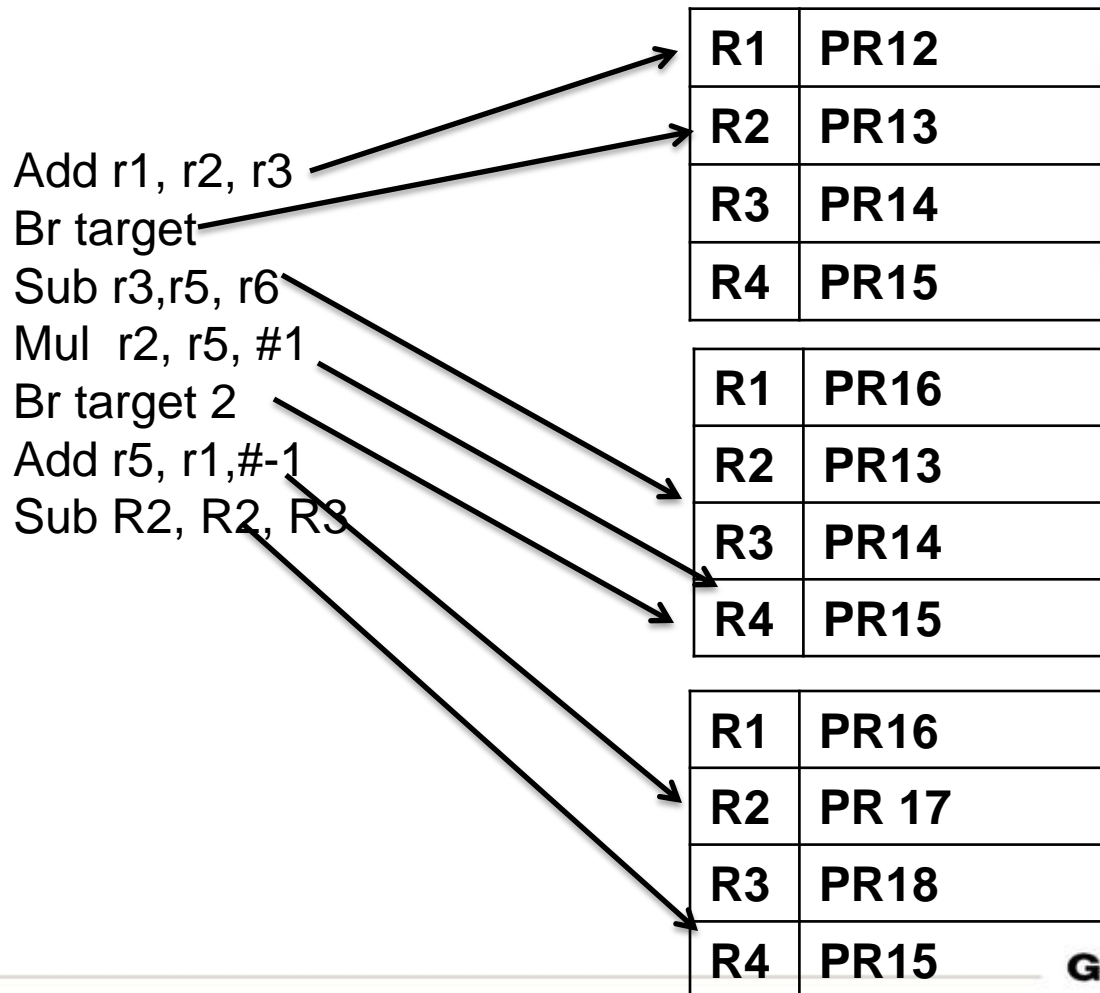 Add r1, r2, r3
Br target
Sub r3,r5, r6
Mul r2, r5, #1
Br target 2
Add r5, r1,#-1
Sub R2, R2, R3
R1 PR12
R2 PR13
R3 PR14
R4 PR15
R1 PR16
R2 PR13
R3 PR14
R4 PR15
R1 PR16
R2 PR 17
R3 PR18
R4 PR15
G